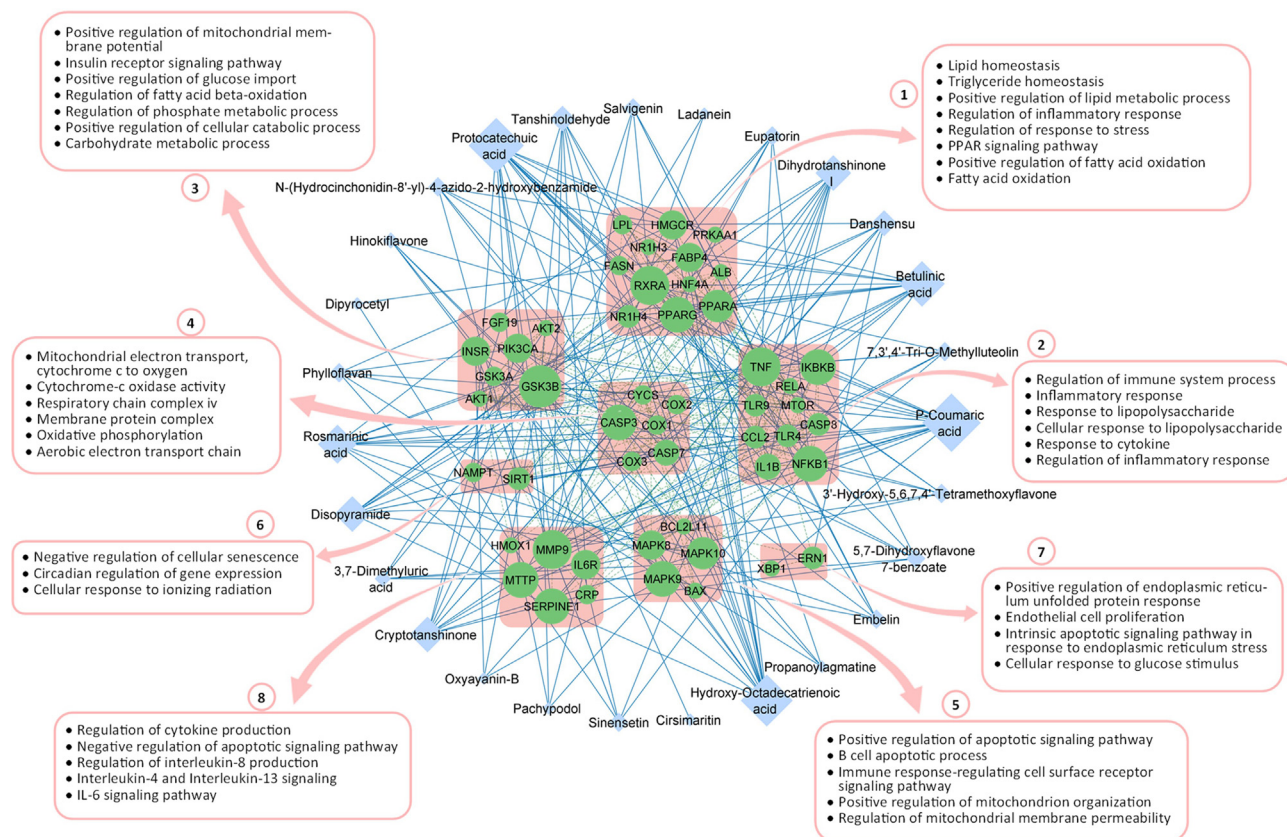 ● Positive regulation of mitochondrial mem-
brane potential
● Insulin receptor signaling pathway
● Positive regulation of glucose import
● Regulation of fatty acid beta-oxidation
● Regulation of phosphate metabolic process
● Positive regulation of cellular catabolic process
● Carbohydrate metabolic process
3
● Lipid homeostasis
● Triglyceride homeostasis
● Positive regulation of lipid metabolic process
● Regulation of inflammatory response
● Regulation of response to stress
● PPAR signaling pathway
● Positive regulation of fatty acid oxidation
● Fatty acid oxidation
1
Salvigenin
Ladanein
Tanshinoldehyde
Eupatorin
Protocatechuic
acid
Dihydrotanshinone
I
N-(Hydrocinchonidin-8'-yl)-4-azido-2-hydroxybenzamide
Danshensu
Hinokiflavone
Betulinic
acid
Dipyrocetyl
7,3',4'-Tri-O-Methylluteolin
Phylloflavan
P-Coumaric
acid
Rosmarinic
acid
3'-Hydroxy-5,6,7,4'-Tetramethoxyflavone
Disopyramide
5,7-Dihydroxyflavone
7-benzoate
3,7-Dimethyluric
acid
Embelin
Cryptotanshinone
Propanoylagmatine
Oxyayanin-B
Hydroxy-Octadecatrienoic
acid
Pachypodol
Sinensetin
Cirsimaritin
LPL
HMGCR
PRKAA1
NR1H3
FABP4
FASN
ALB
RXRA
HNF4A
PPARA
NR1H4
PPARG
FGF19
AKT2
INSR
PIK3CA
GSK3A
GSK3B
AKT1
TNF
IKBKB
RELA
TLR9
MTOR
CASP8
CCL2
TLR4
IL1B
NFKB1
CYCS
COX2
CASP3
COX1
COX3
CASP7
NAMPT
SIRT1
HMOX1
MMP9
IL6R
MTTP
CRP
SERPINE1
BCL2L11
MAPK8
MAPK10
MAPK9
BAX
ERN1
XBP1
4
● Mitochondrial electron transport,
cytochrome c to oxygen
● Cytochrome-c oxidase activity
● Respiratory chain complex iv
● Membrane protein complex
● Oxidative phosphorylation
● Aerobic electron transport chain
2
● Regulation of immune system process
● Inflammatory response
● Response to lipopolysaccharide
● Cellular response to lipopolysaccharide
● Response to cytokine
● Regulation of inflammatory response
6
● Negative regulation of cellular senescence
● Circadian regulation of gene expression
● Cellular response to ionizing radiation
7
● Positive regulation of endoplasmic reticu-
lum unfolded protein response
● Endothelial cell proliferation
● Intrinsic apoptotic signaling pathway in
response to endoplasmic reticulum stress
● Cellular response to glucose stimulus
8
● Regulation of cytokine production
● Negative regulation of apoptotic signaling pathway
● Regulation of interleukin-8 production
● Interleukin-4 and Interleukin-13 signaling
● IL-6 signaling pathway
5
● Positive regulation of apoptotic signaling pathway
● B cell apoptotic process
● Immune response-regulating cell surface receptor
signaling pathway
● Positive regulation of mitochondrion organization
● Regulation of mitochondrial membrane permeability